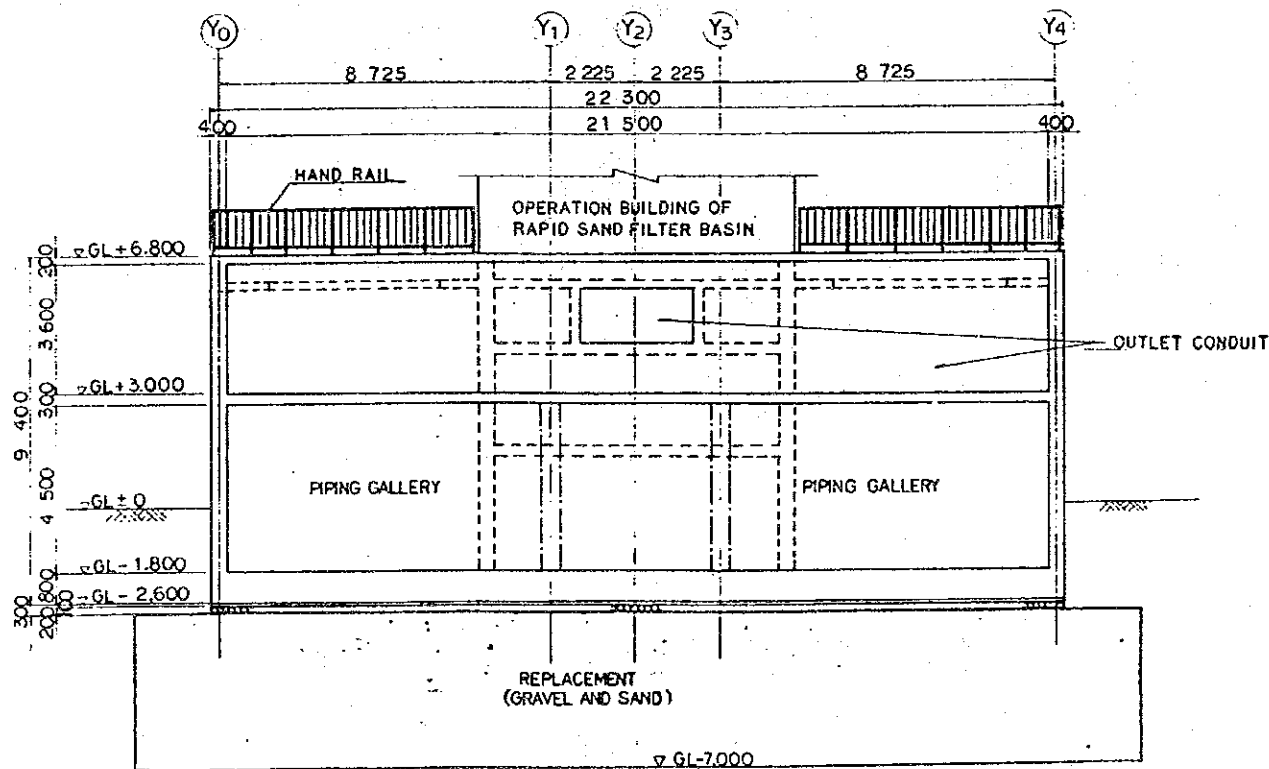 Y0 Y1 Y2 Y3 Y4
8 725 2 225 2 225 8 725
22 300
400 21 500 400
HAND RAIL
OPERATION BUILDING OF
RAPID SAND FILTER BASIN
GL+6.800
200
3 600
OUTLET CONDUIT
GL+3.000
300
9 400
4 500
PIPING GALLERY PIPING GALLERY
GL±0
GL-1.800
800
GL-2.600
300
200
100
REPLACEMENT
(GRAVEL AND SAND)
GL-7.000